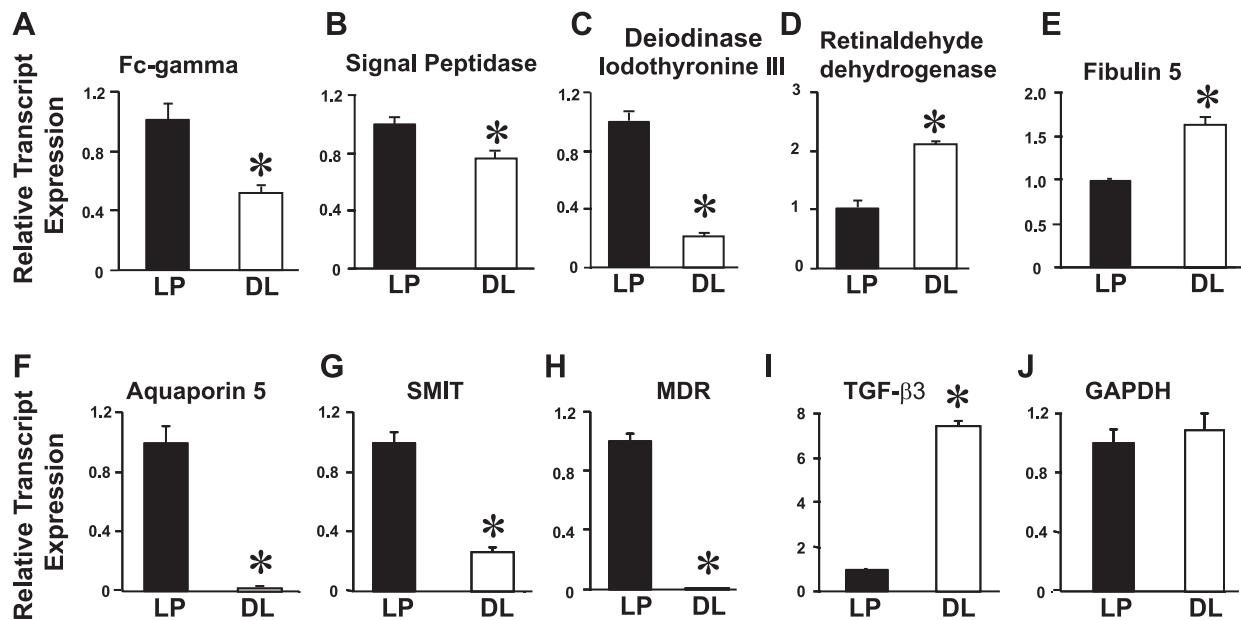 A
Fc-gamma
Relative Transcript
Expression
1.2
0.8
0.4
0
LP DL
*
B
Signal Peptidase
1.2
0.8
0.4
0
LP DL
*
C
Deiodinase
Iodothyronine III
1.2
0.8
0.4
0
LP DL
*
D
Retinaldehyde
dehydrogenase
3
2
1
0
LP DL
*
E
Fibulin 5
2.0
1.5
1.0
0.5
0
LP DL
*
F
Aquaporin 5
Relative Transcript
Expression
1.2
0.8
0.4
0
LP DL
*
G
SMIT
1.2
0.8
0.4
0
LP DL
*
H
MDR
1.2
0.8
0.4
0
LP DL
*
I
TGF-β3
8
6
4
2
0
LP DL
*
J
GAPDH
1.2
0.8
0.4
0
LP DL